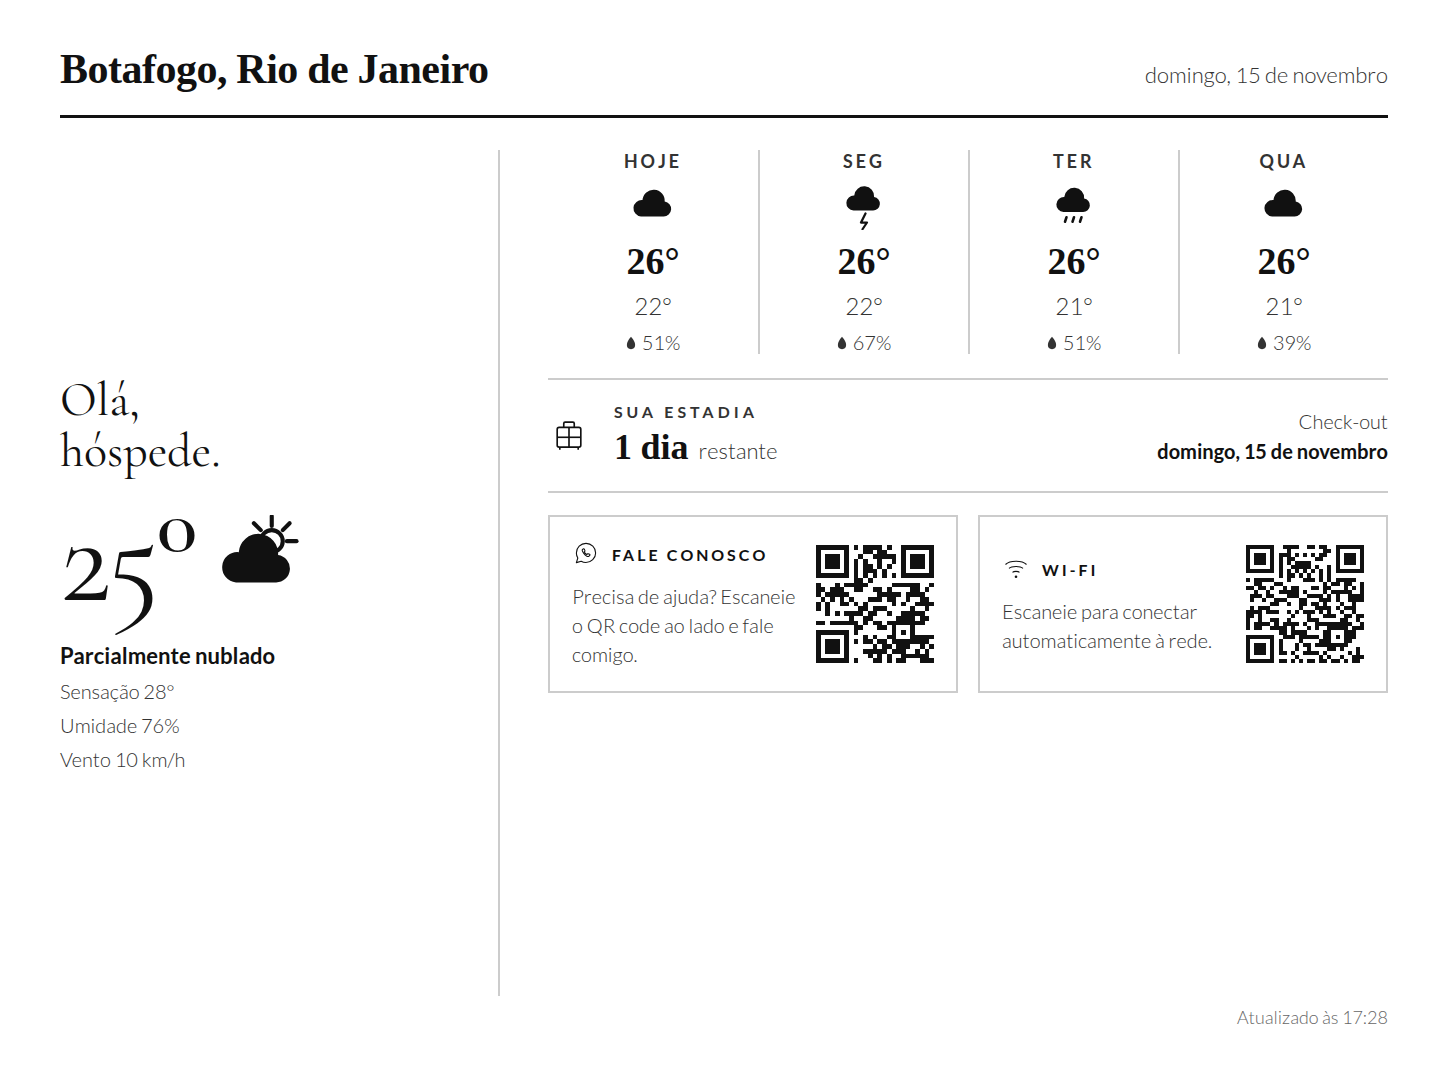 Botafogo, Rio de Janeiro
domingo, 15 de novembro
Olá,
hóspede.
25°
Parcialmente nublado
Sensação 28°
Umidade 76%
Vento 10 km/h
HOJE
26°
22°
51%
SEG
26°
22°
67%
TER
26°
21°
51%
QUA
26°
21°
39%
SUA ESTADIA
1 dia restante
Check-out
domingo, 15 de novembro
FALE CONOSCO
Precisa de ajuda? Escaneie
o QR code ao lado e fale
comigo.
WI-FI
Escaneie para conectar
automaticamente à rede.
Atualizado às 17:28